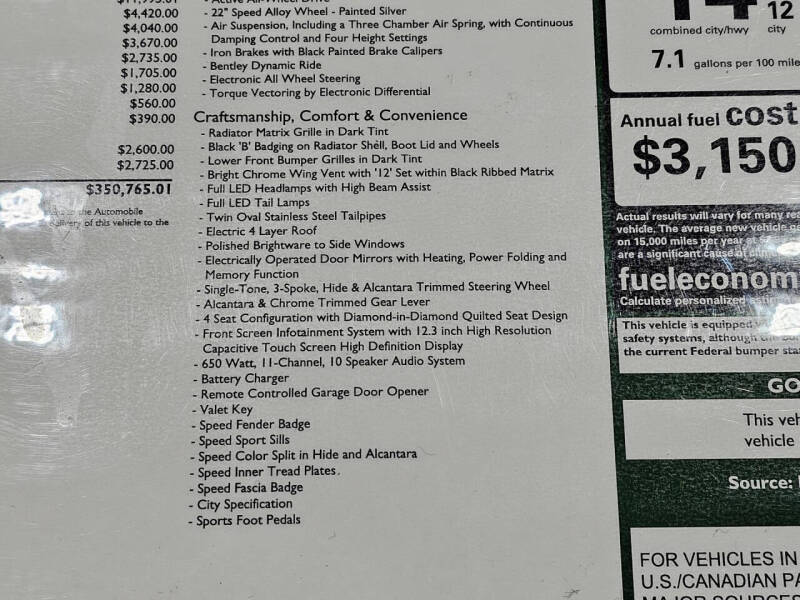 $4,420.00
$4,040.00
$3,670.00
$2,735.00
$1,705.00
$1,280.00
$560.00
$390.00
$2,600.00
$2,725.00
$350,765.01
the Automobile
of this vehicle to the
- 22" Speed Alloy Wheel - Painted Silver
- Air Suspension, Including a Three Chamber Air Spring, with Continuous
Damping Control and Four Height Settings
- Iron Brakes with Black Painted Brake Calipers
- Bentley Dynamic Ride
- Electronic All Wheel Steering
- Torque Vectoring by Electronic Differential
Craftsmanship, Comfort & Convenience
- Radiator Matrix Grille in Dark Tint
- Black 'B' Badging on Radiator Shell, Boot Lid and Wheels
- Lower Front Bumper Grilles in Dark Tint
- Bright Chrome Wing Vent with '12' Set within Black Ribbed Matrix
- Full LED Headlamps with High Beam Assist
- Full LED Tail Lamps
- Twin Oval Stainless Steel Tailpipes
- Electric 4 Layer Roof
- Polished Brightware to Side Windows
- Electrically Operated Door Mirrors with Heating, Power Folding and
Memory Function
- Single-Tone, 3-Spoke, Hide & Alcantara Trimmed Steering Wheel
- Alcantara & Chrome Trimmed Gear Lever
- 4 Seat Configuration with Diamond-in-Diamond Quilted Seat Design
- Front Screen Infotainment System with 12.3 inch High Resolution
Capacitive Touch Screen High Definition Display
- 650 Watt, 11-Channel, 10 Speaker Audio System
- Battery Charger
- Remote Controlled Garage Door Opener
- Valet Key
- Speed Fender Badge
- Speed Sport Sills
- Speed Color Split in Hide and Alcantara
- Speed Inner Tread Plates
- Speed Fascia Badge
- City Specification
- Sports Foot Pedals
12
combined city/hwy city
7.1 gallons per 100 mile
Annual fuel cost
$3,150
Actual results will vary for many rea
vehicle. The average new vehicle ge
on 15,000 miles per year at
are a significant cause of
fueleconom
Calculate personalized
This vehicle is equipped
safety systems, although
the current Federal bumper sta
GO
This veh
vehicle
Source:
FOR VEHICLES IN
U.S./CANADIAN PA